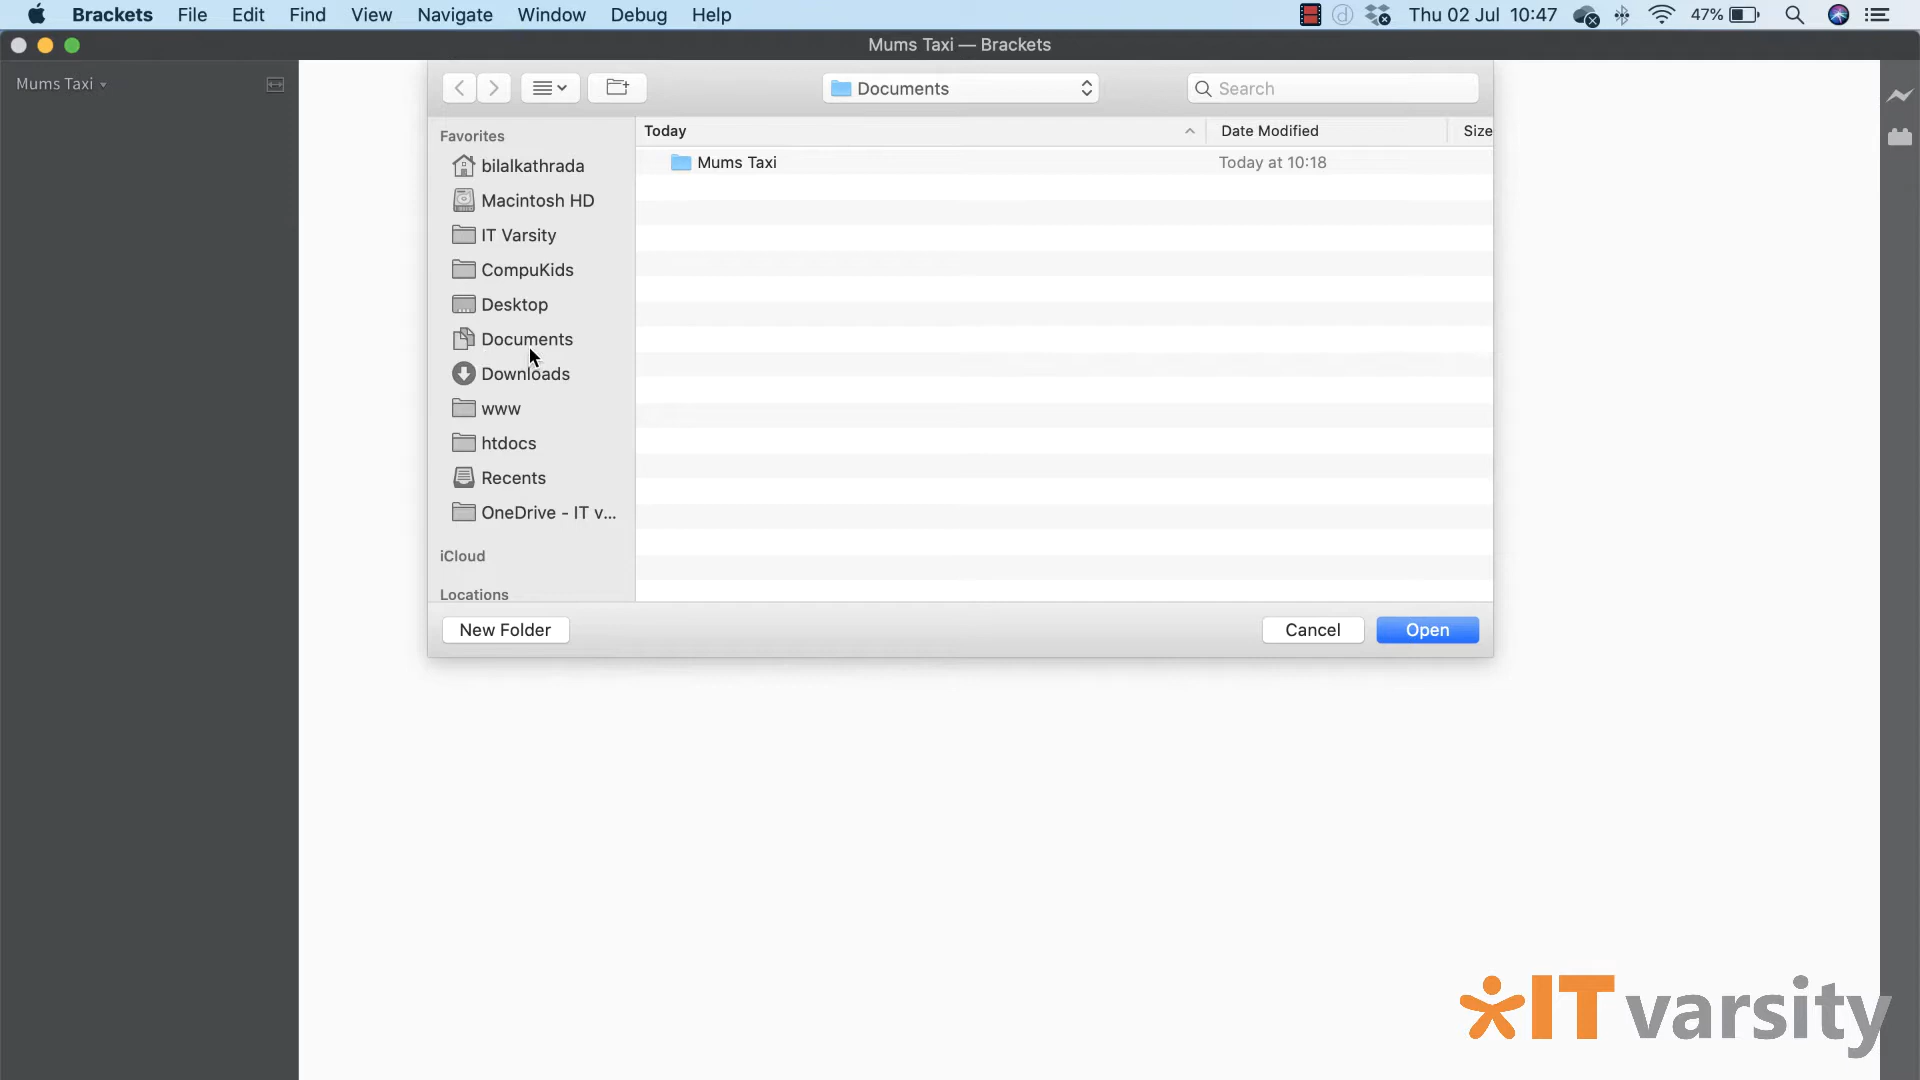 Brackets File Edit Find View Navigate Window Debug Help Thu 02 Jul 10:47 47%
Mums Taxi — Brackets
Mums Taxi
Documents
Search
Favorites
Today
Date Modified
Size
bilalkathrada
Mums Taxi
Today at 10:18
Macintosh HD
IT Varsity
CompuKids
Desktop
Documents
Downloads
www
htdocs
Recents
OneDrive - IT v...
iCloud
Locations
New Folder
Cancel
Open
IT varsity